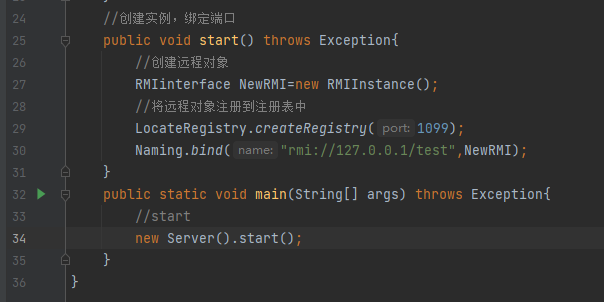 24 //创建实例，绑定端口
25 public void start() throws Exception{
26 //创建远程对象
27 RMIinterface NewRMI=new RMIInstance();
28 //将远程对象注册到注册表中
29 LocateRegistry.createRegistry( port: 1099);
30 Naming.bind( name: "rmi://127.0.0.1/test",NewRMI);
31 }
32 public static void main(String[] args) throws Exception{
33 //start
34 new Server().start();
35 }
36 }